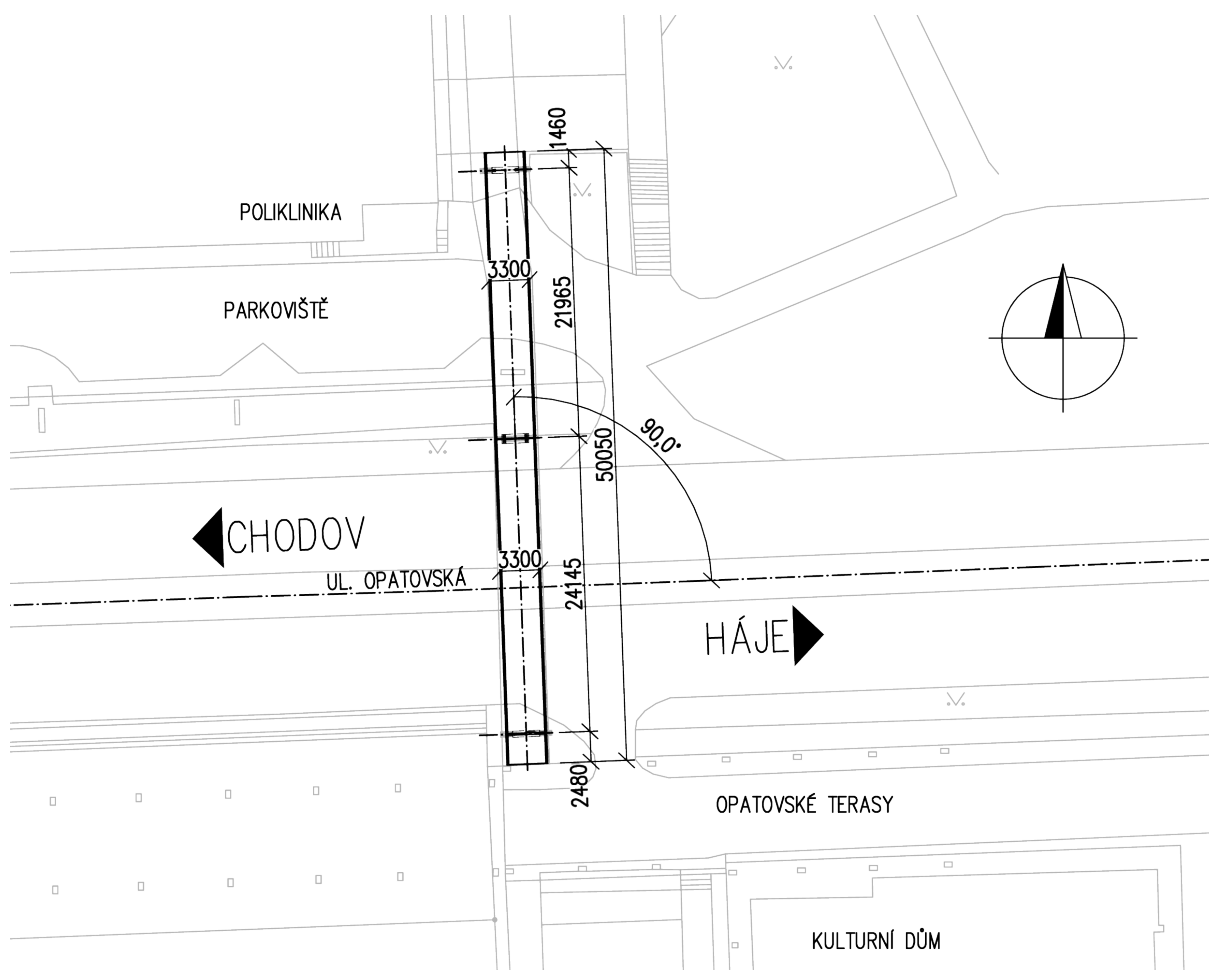 1460
POLIKLINIKA
3300
21965
PARKOVIŠTĚ
90,0°
50050
CHODOV
3300
UL. OPATOVSKÁ
24145
HÁJE
2480
OPATOVSKÉ TERASY
KULTURNÍ DŮM